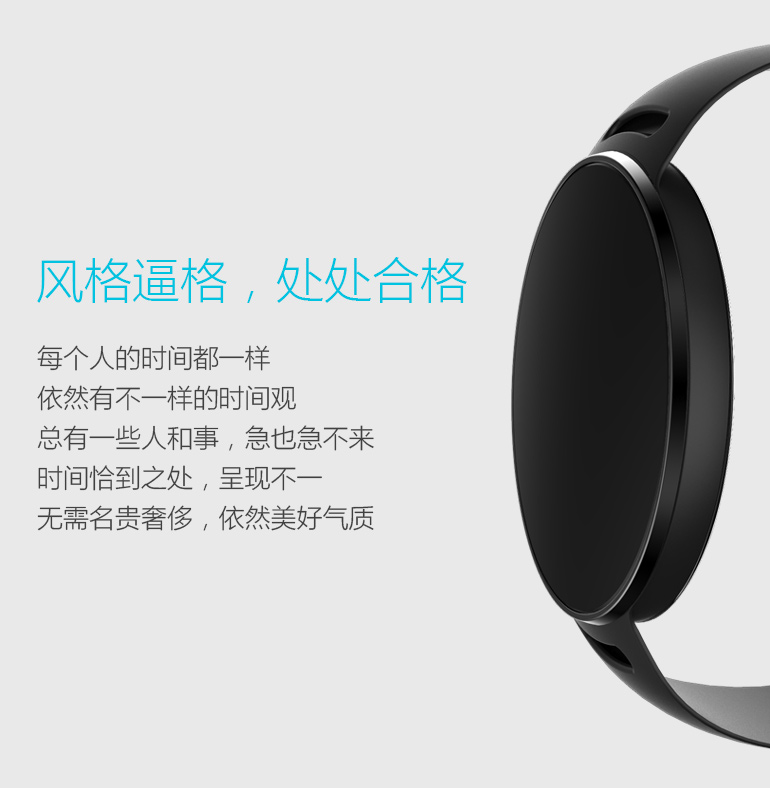 风格逼格，处处合格
每个人的时间都一样
依然有不一样的时间观
总有一些人和事，急也急不来
时间恰到之处，呈现不一
无需名贵奢侈，依然美好气质